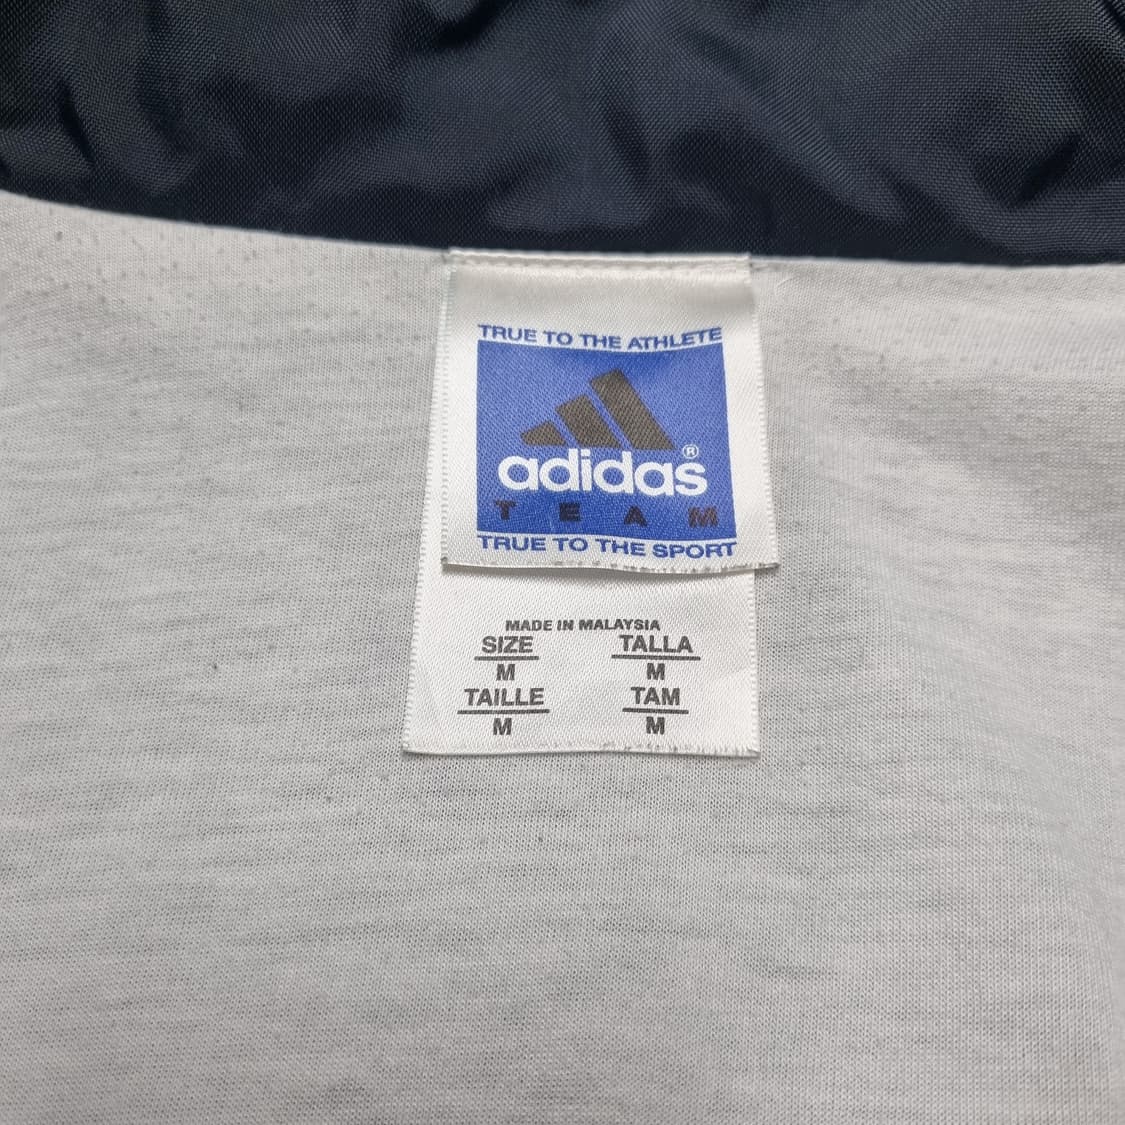 TRUE TO THE ATHLETE
adidas®
TEAM
TRUE TO THE SPORT
MADE IN MALAYSIA
SIZE TALLA
M M
TAILLE TAM
M M